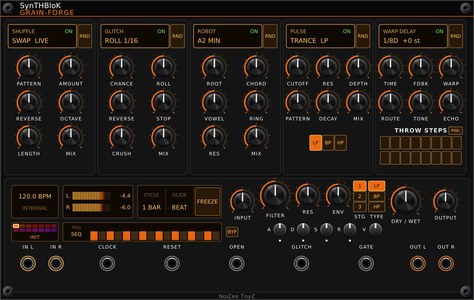 SynTHBloK
GRAIN-FORGE
SHUFFLE ON RND
SWAP LIVE
GLITCH ON RND
ROLL 1/16
ROBOT ON RND
A2 MIN
PULSE ON RND
TRANCE LP
WARP DELAY ON RND
1/8D +0 st
PATTERN AMOUNT CHANCE ROLL ROOT CHORD CUTOFF RES DEPTH TIME FDBK WARP
REVERSE OCTAVE REVERSE STOP VOWEL RING PATTERN DECAY MIX ROUTE TONE ECHO
LENGTH MIX CRUSH MIX RES MIX
LP BP HP
THROW STEPS RND
120.0 BPM
INTERNAL
INIT
L -4.4
R -6.0
CYCLE
1 BAR
GLIDE
BEAT
FREEZE
TRIG
SEQ
BYP
INPUT FILTER RES ENV
1 LP
2 BP
3 HP
STG TYPE
DRY / WET OUTPUT
A D S R V
IN L IN R CLOCK RESET OPEN GLITCH GATE OUT L OUT R
NoiZee ToyZ